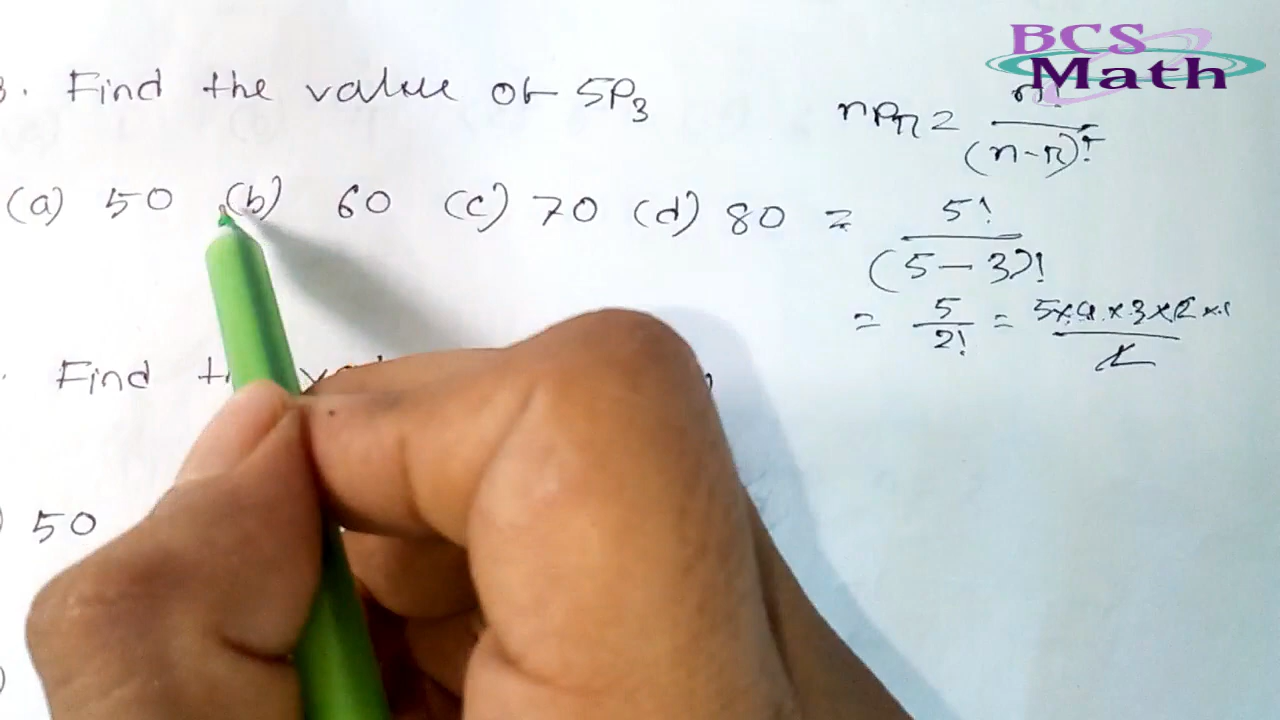 BCS
Math
3. Find the value of 5P3
nPr = n! / (n-r)!
(a) 50 (b) 60 (c) 70 (d) 80
= 5! / (5-3)!
= 5 / 2! = 5×4×3×2×1 / 2
Find
50